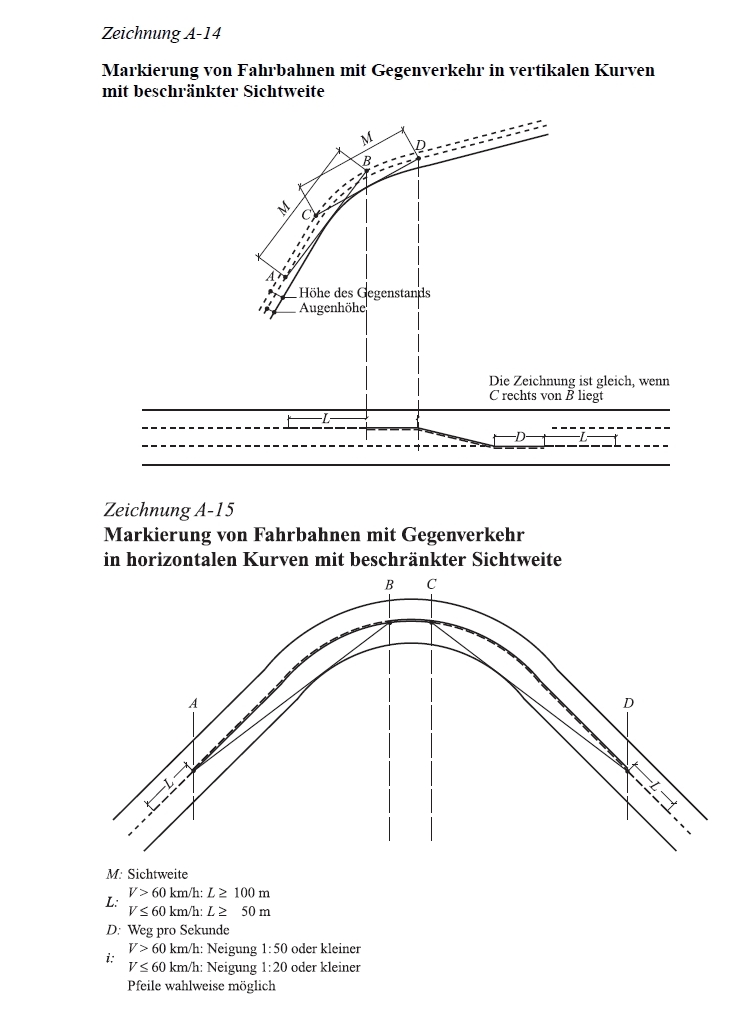 Zeichnung A-14
Markierung von Fahrbahnen mit Gegenverkehr in vertikalen Kurven
mit beschränkter Sichtweite
M
D
B
M
C
A
Höhe des Gegenstands
Augenhöhe
Die Zeichnung ist gleich, wenn
C rechts von B liegt
L
D L
Zeichnung A-15
Markierung von Fahrbahnen mit Gegenverkehr
in horizontalen Kurven mit beschränkter Sichtweite
B C
A D
L L
M: Sichtweite
L: V > 60 km/h: L ≥ 100 m
V ≤ 60 km/h: L ≥ 50 m
D: Weg pro Sekunde
i: V > 60 km/h: Neigung 1:50 oder kleiner
V ≤ 60 km/h: Neigung 1:20 oder kleiner
Pfeile wahlweise möglich